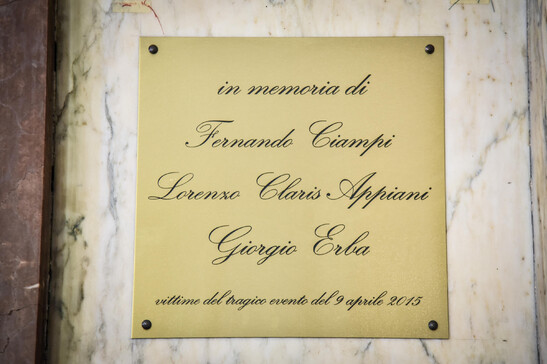 in memoria di
Fernando Ciampi
Lorenzo Claris Appiani
Giorgio Erba
vittime del tragico evento del 9 aprile 2015